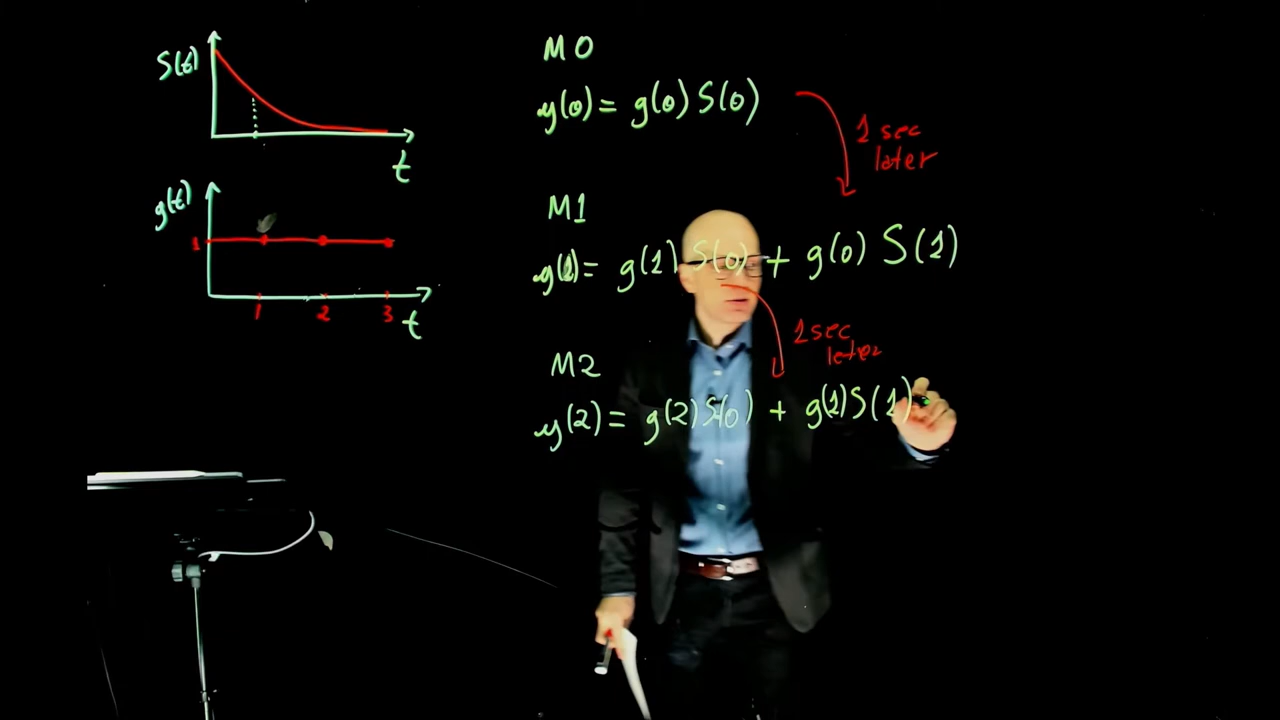 S(t)
t
g(t)
1
1 2 3
t
M0
y(0) = g(0) S(0)
1 sec
later
M1
y(1) = g(1) S(0) + g(0) S(1)
1 sec
later
M2
y(2) = g(2) S(0) + g(1) S(1)